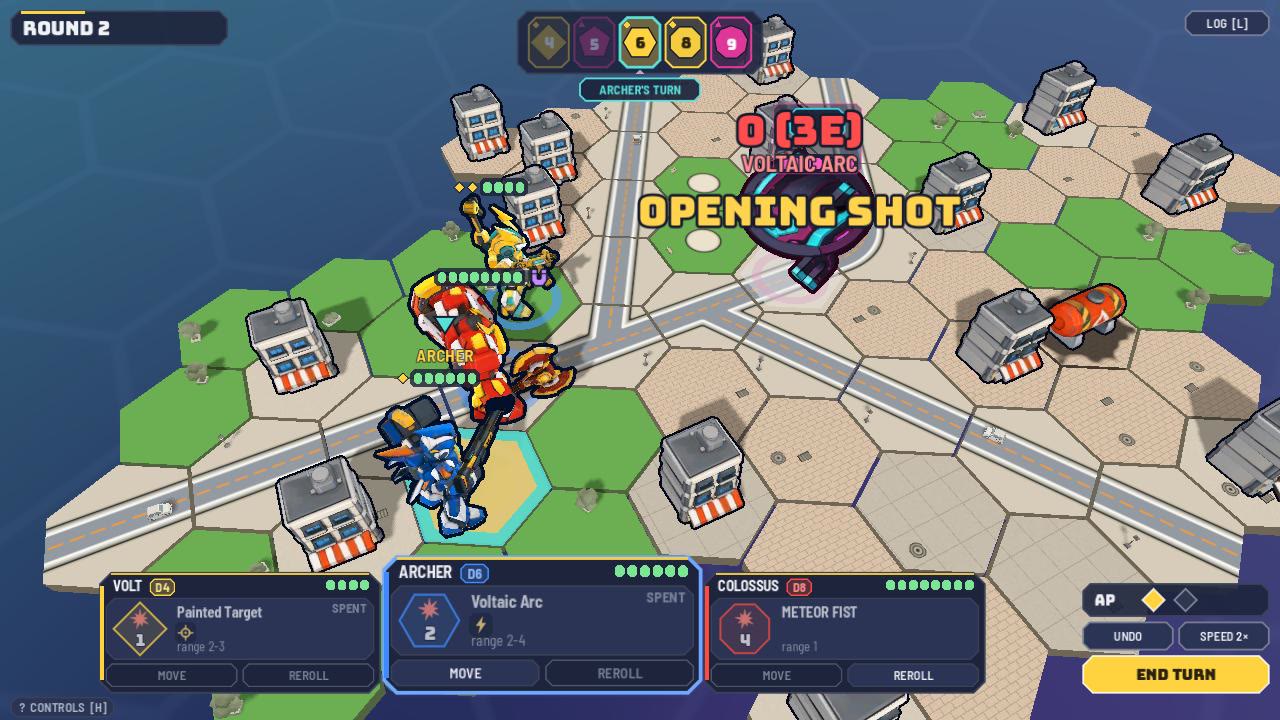 ROUND 2
4
5
6
8
9
LOG [L]
ARCHER'S TURN
0 (3E)
VOLTAIC ARC
OPENING SHOT
ARCHER
VOLT D4
1
Painted Target
SPENT
range 2-3
MOVE
REROLL
ARCHER D6
2
Voltaic Arc
SPENT
range 2-4
MOVE
REROLL
COLOSSUS D8
4
METEOR FIST
range 1
MOVE
REROLL
AP
UNDO
SPEED 2×
END TURN
? CONTROLS [H]